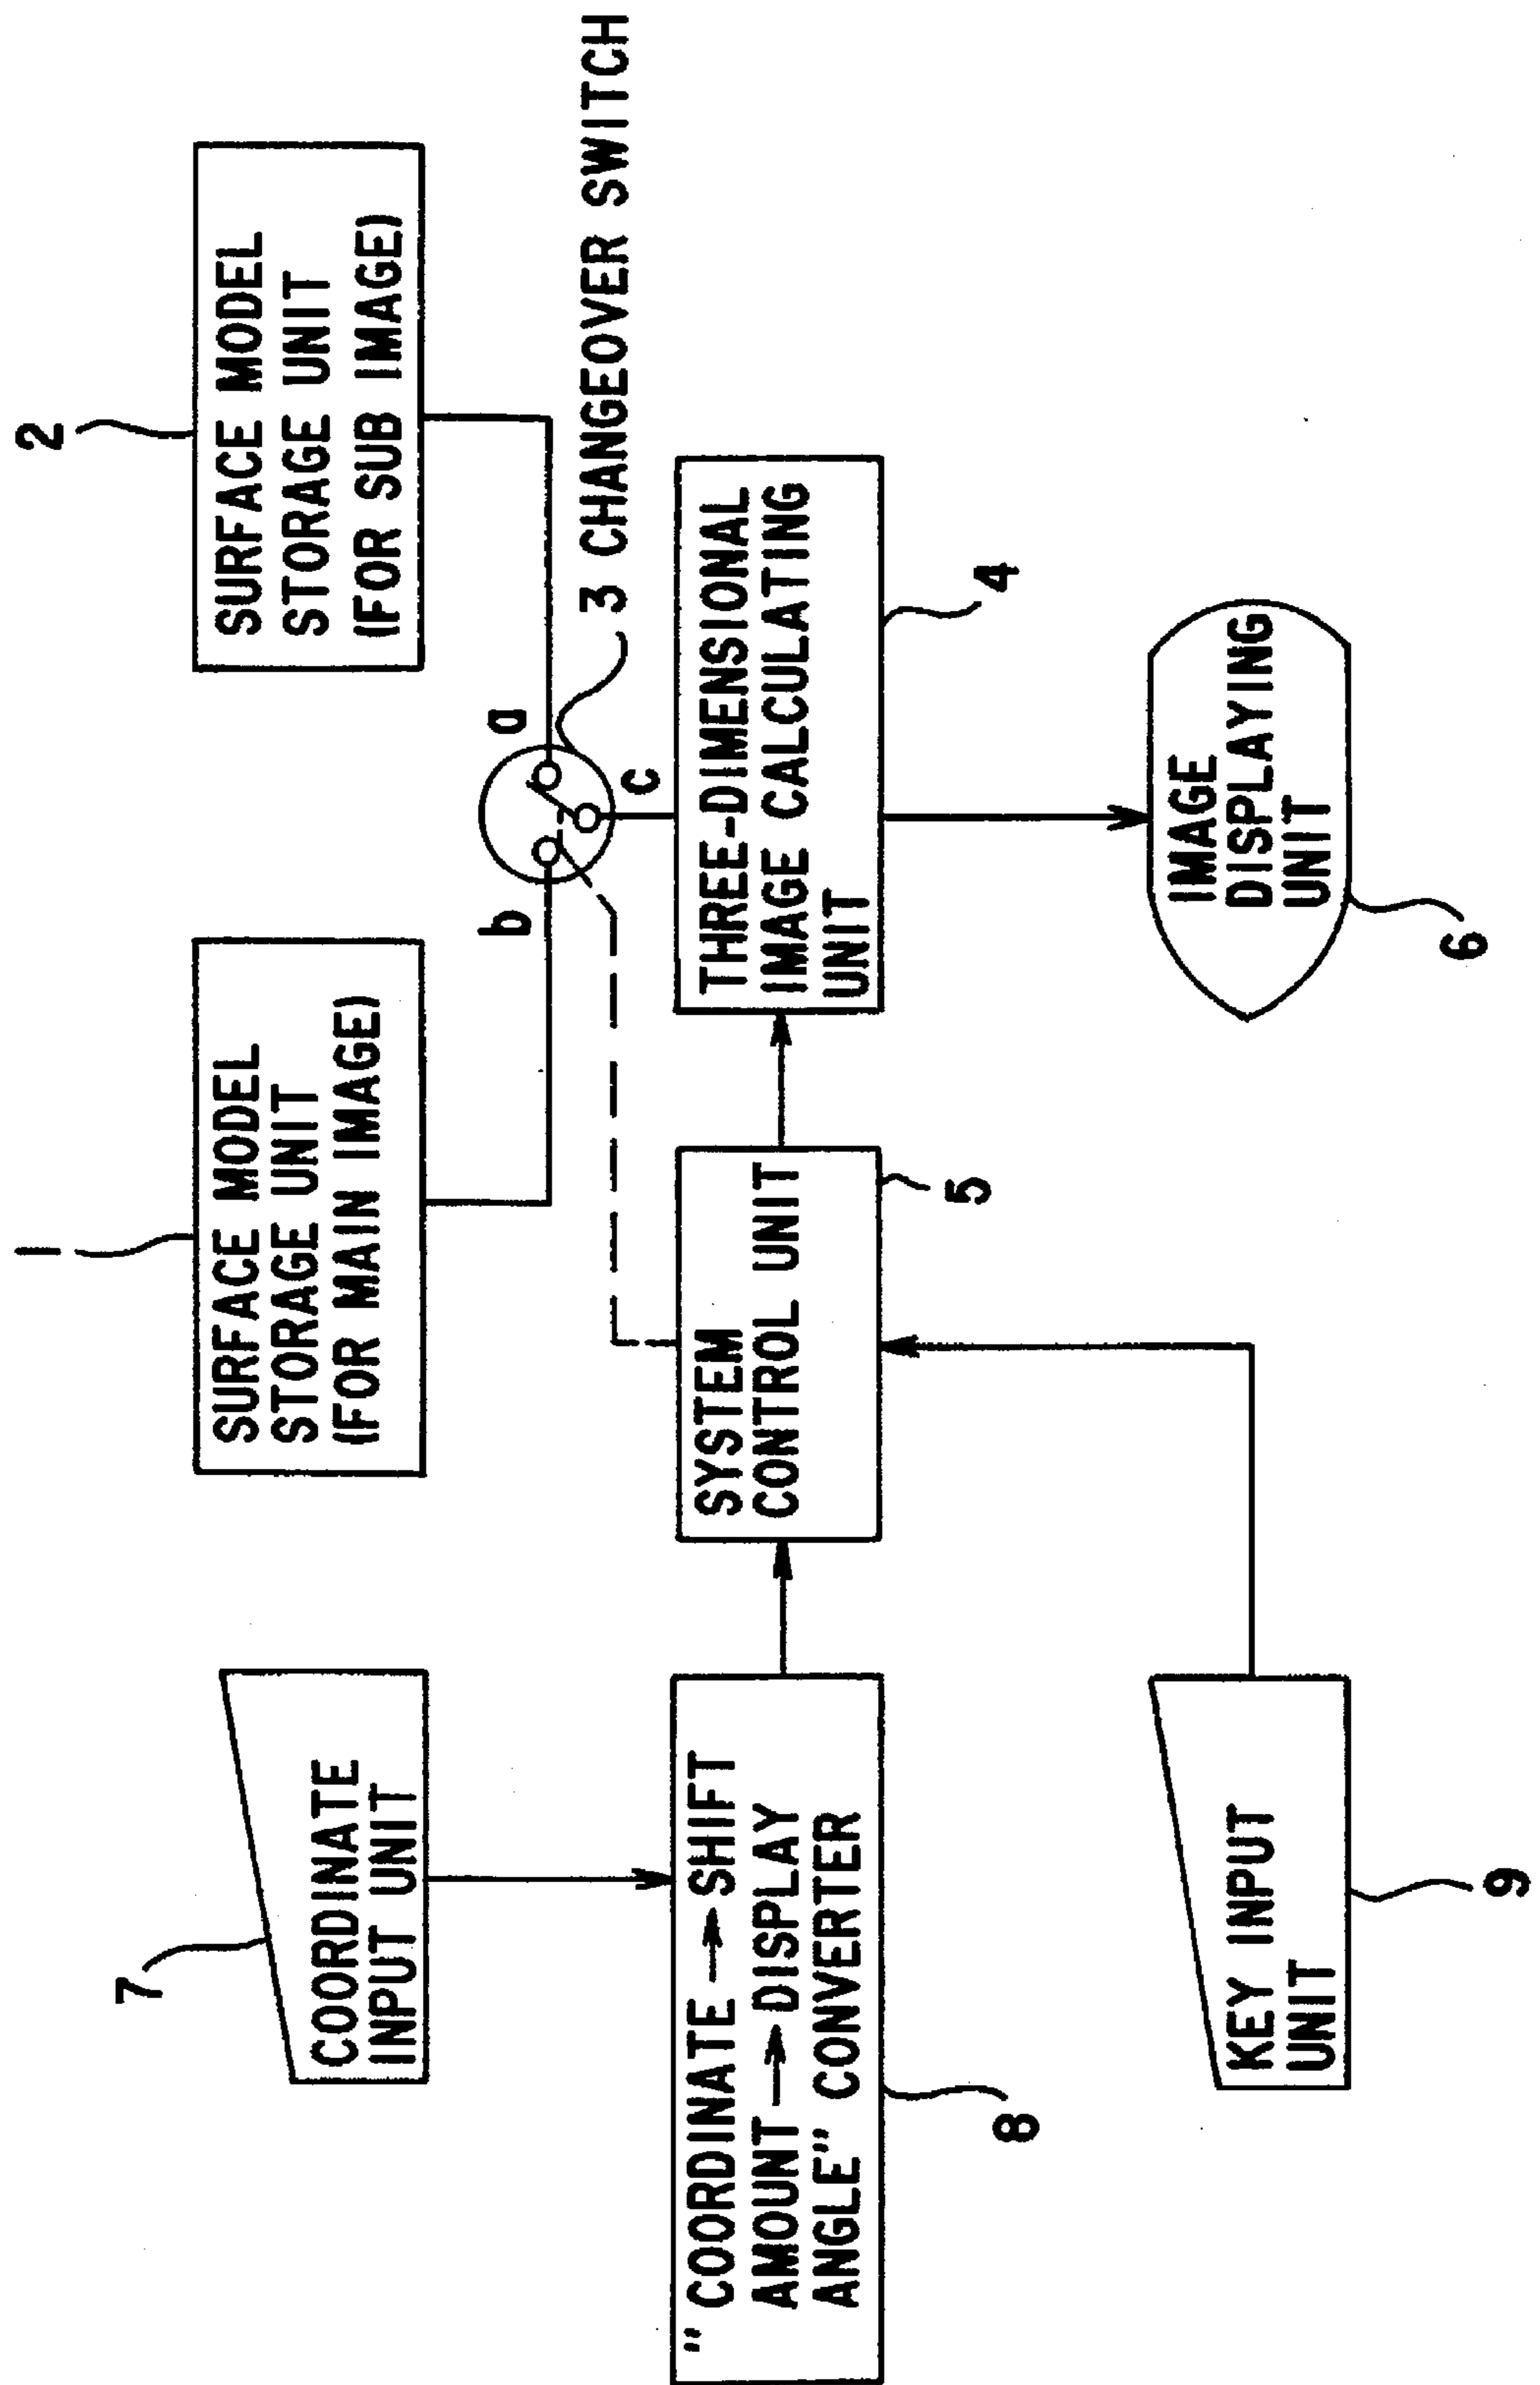 7
COORDINATE
INPUT UNIT
1
SURFACE MODEL
STORAGE UNIT
(FOR MAIN IMAGE)
2
SURFACE MODEL
STORAGE UNIT
(FOR SUB IMAGE)
b
a
c
3 CHANGEOVER SWITCH
" COORDINATE → SHIFT
AMOUNT → DISPLAY
ANGLE" CONVERTER
8
SYSTEM
CONTROL UNIT
5
THREE-DIMENSIONAL
IMAGE CALCULATING
UNIT
4
KEY INPUT
UNIT
9
IMAGE
DISPLAYING
UNIT
6